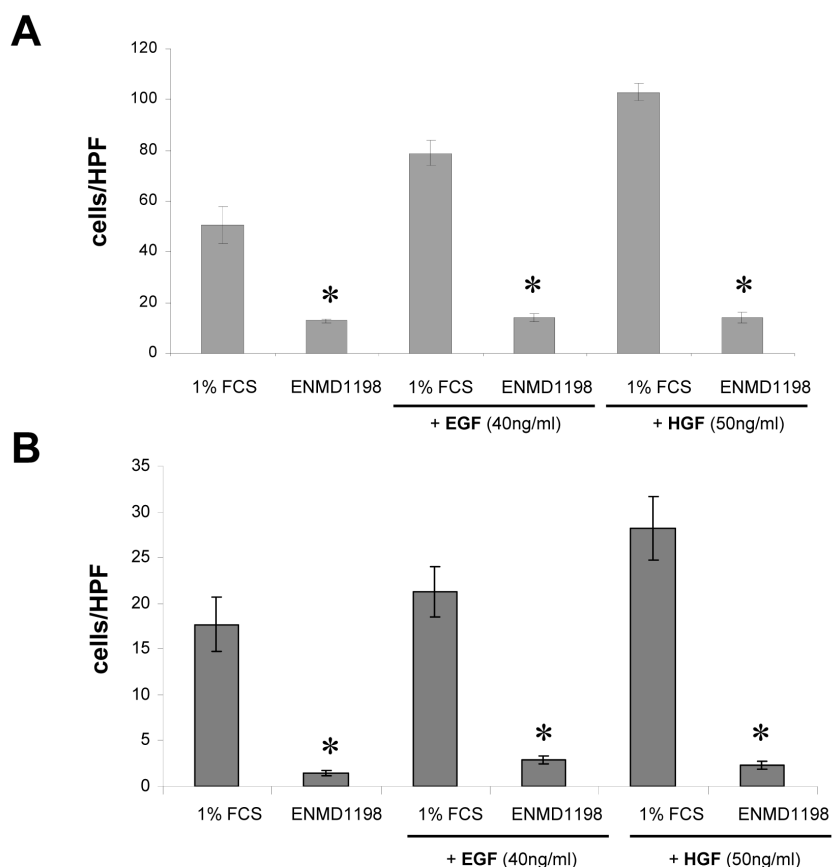 A
120
100
80
60
40
20
0
cells/HPF
* * *
1% FCS ENMD1198 1% FCS ENMD1198 1% FCS ENMD1198
+ EGF (40ng/ml) + HGF (50ng/ml)
B
35
30
25
20
15
10
5
0
cells/HPF
* * *
1% FCS ENMD1198 1% FCS ENMD1198 1% FCS ENMD1198
+ EGF (40ng/ml) + HGF (50ng/ml)